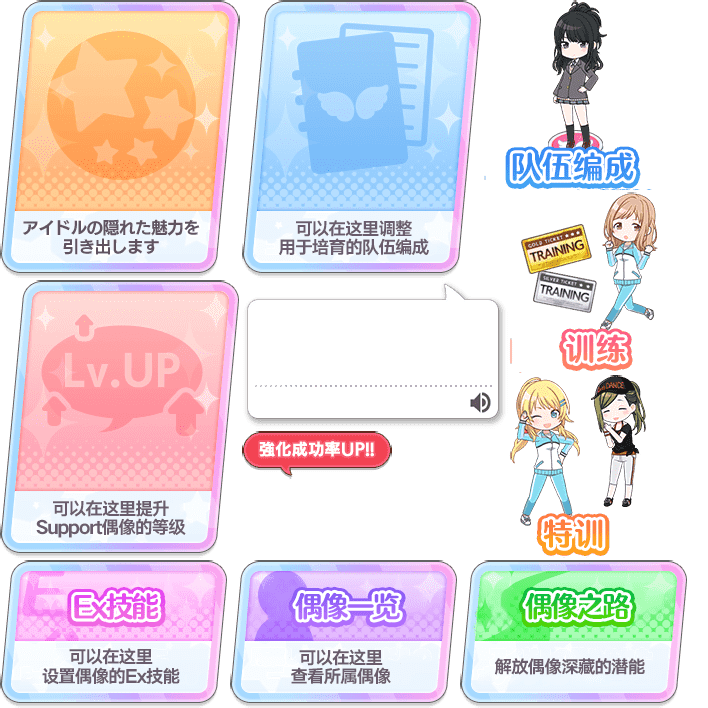 アイドルの隠れた魅力を
引き出します
可以在这里调整
用于培育的队伍编成
队伍编成
GOLD TICKET ★★★
TRAINING
SILVER TICKET ★★
TRAINING
训练
Lv.UP
可以在这里提升
Support偶像的等级
強化成功率UP!!
DANCE
特训
Ex技能
可以在这里
设置偶像的Ex技能
偶像一览
可以在这里
查看所属偶像
偶像之路
解放偶像深藏的潜能